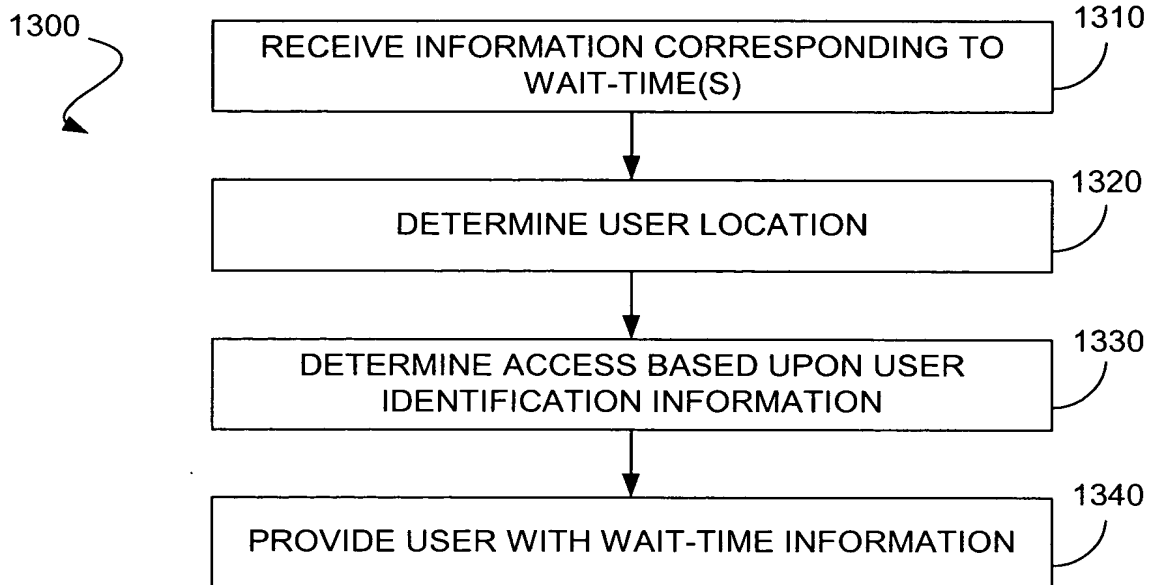 1300
1310
RECEIVE INFORMATION CORRESPONDING TO
WAIT-TIME(S)
1320
DETERMINE USER LOCATION
1330
DETERMINE ACCESS BASED UPON USER
IDENTIFICATION INFORMATION
1340
PROVIDE USER WITH WAIT-TIME INFORMATION